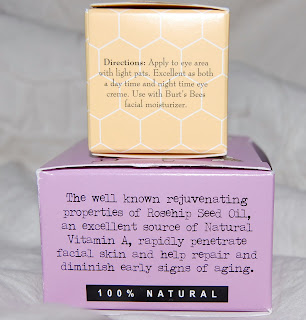 Directions: Apply to eye area
with light pats. Excellent as both
a day time and night time eye
creme. Use with Burt's Bees
facial moisturizer.
The well known rejuvenating
properties of Rosehip Seed Oil,
an excellent source of Natural
Vitamin A, rapidly penetrate
facial skin and help repair and
diminish early signs of aging.
100% NATURAL